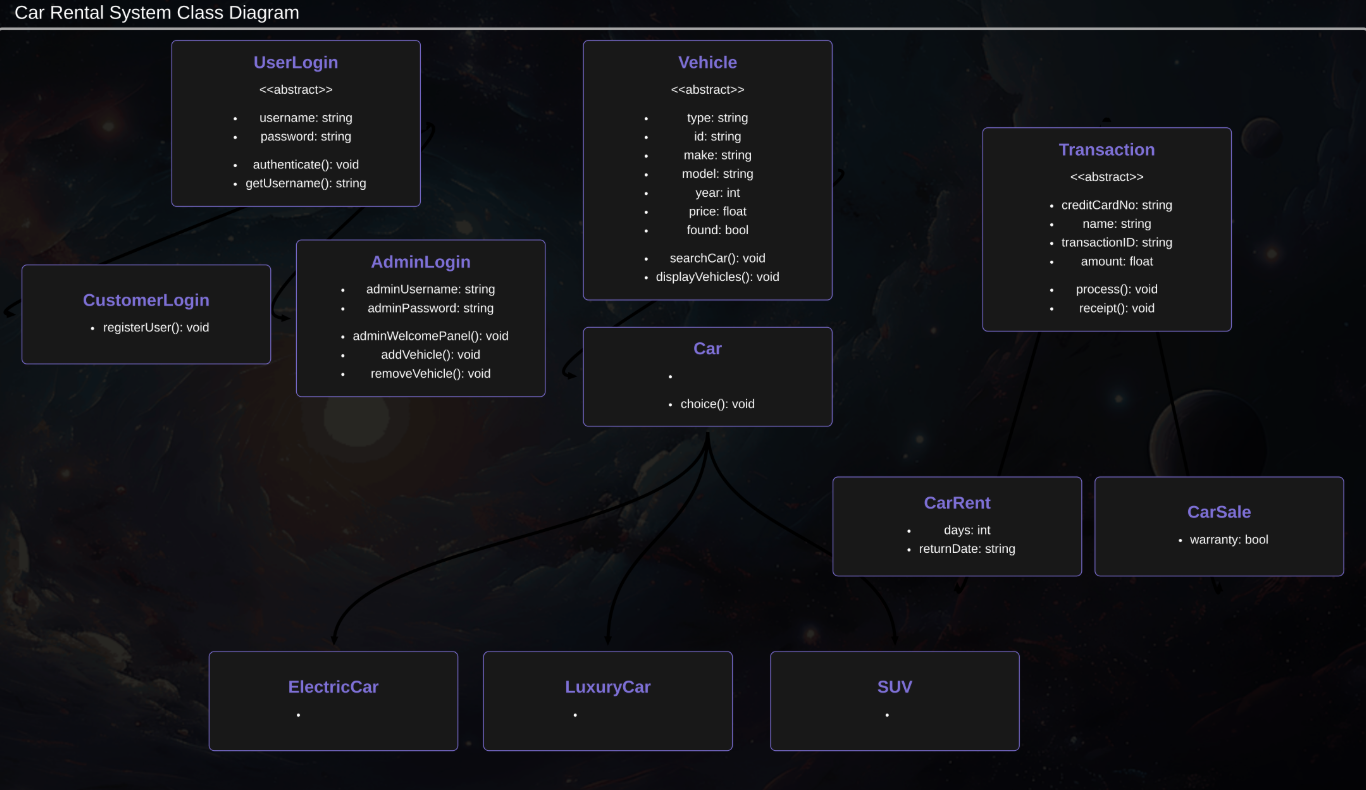 Car Rental System Class Diagram
UserLogin
<<abstract>>
• username: string
• password: string
• authenticate(): void
• getUsername(): string
Vehicle
<<abstract>>
• type: string
• id: string
• make: string
• model: string
• year: int
• price: float
• found: bool
• searchCar(): void
• displayVehicles(): void
Transaction
<<abstract>>
• creditCardNo: string
• name: string
• transactionID: string
• amount: float
• process(): void
• receipt(): void
CustomerLogin
• registerUser(): void
AdminLogin
• adminUsername: string
• adminPassword: string
• adminWelcomePanel(): void
• addVehicle(): void
• removeVehicle(): void
Car
•
• choice(): void
CarRent
• days: int
• returnDate: string
CarSale
• warranty: bool
ElectricCar
•
LuxuryCar
•
SUV
•